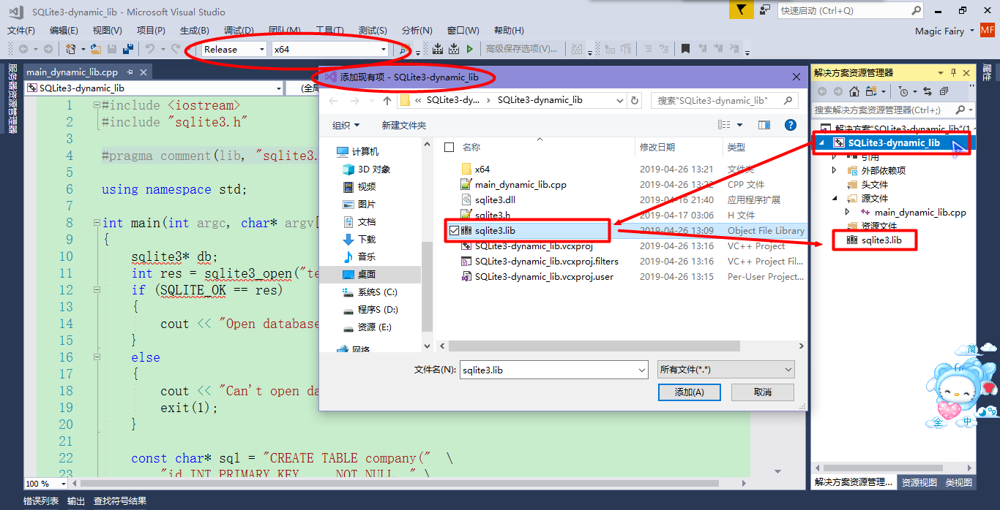 SQLite3-dynamic_lib - Microsoft Visual Studio
快速启动 (Ctrl+Q)
文件(F) 编辑(E) 视图(V) 项目(P) 生成(B) 调试(D) 团队(M) 工具(T) 测试(S) 分析(N) 窗口(W) 帮助(H)
Magic Fairy MF
Release x64 高级保存选项(V)...
服务器资源管理器
main_dynamic_lib.cpp
SQLite3-dynamic_lib (全局
1 #include <iostream>
2 #include "sqlite3.h"
3
4 #pragma comment(lib, "sqlite3.
5
6 using namespace std;
7
8 int main(int argc, char* argv[
9 {
10 sqlite3* db;
11 int res = sqlite3_open("te
12 if (SQLITE_OK == res)
13 {
14 cout << "Open database
15 }
16 else
17 {
18 cout << "Can't open da
19 exit(1);
20 }
21
22 const char* sql = "CREATE TABLE company(" \
23 "id INT PRIMARY KEY NOT NULL, " \
100 %
错误列表 输出 查找符号结果
添加现有项 - SQLite3-dynamic_lib
« SQLite3-dy... › SQLite3-dynamic_lib
搜索"SQLite3-dynamic_lib"
组织 新建文件夹
计算机
3D 对象
视频
图片
文档
下载
音乐
桌面
系统S (C:)
程序S (D:)
资源 (E:)
网络
名称 修改日期 类型
x64 2019-04-26 13:21 文件夹
main_dynamic_lib.cpp 2019-04-26 13:22 CPP 文件
sqlite3.dll 2019-04-16 21:40 应用程序扩展
sqlite3.h 2019-04-17 03:06 H 文件
sqlite3.lib 2019-04-26 13:09 Object File Library
SQLite3-dynamic_lib.vcxproj 2019-04-26 13:16 VC++ Project
SQLite3-dynamic_lib.vcxproj.filters 2019-04-26 13:16 VC++ Project Fil...
SQLite3-dynamic_lib.vcxproj.user 2019-04-26 13:15 Per-User Project...
文件名(N): sqlite3.lib 所有文件(*.*)
添加(A) 取消
解决方案资源管理器
搜索解决方案资源管理器(Ctrl+;)
解决方案"SQLite3-dynamic_lib"(1
SQLite3-dynamic_lib
引用
外部依赖项
头文件
源文件
main_dynamic_lib.cpp
资源文件
sqlite3.lib
解决方案资源管理... 资源视图 类视图
属性
简
全 中